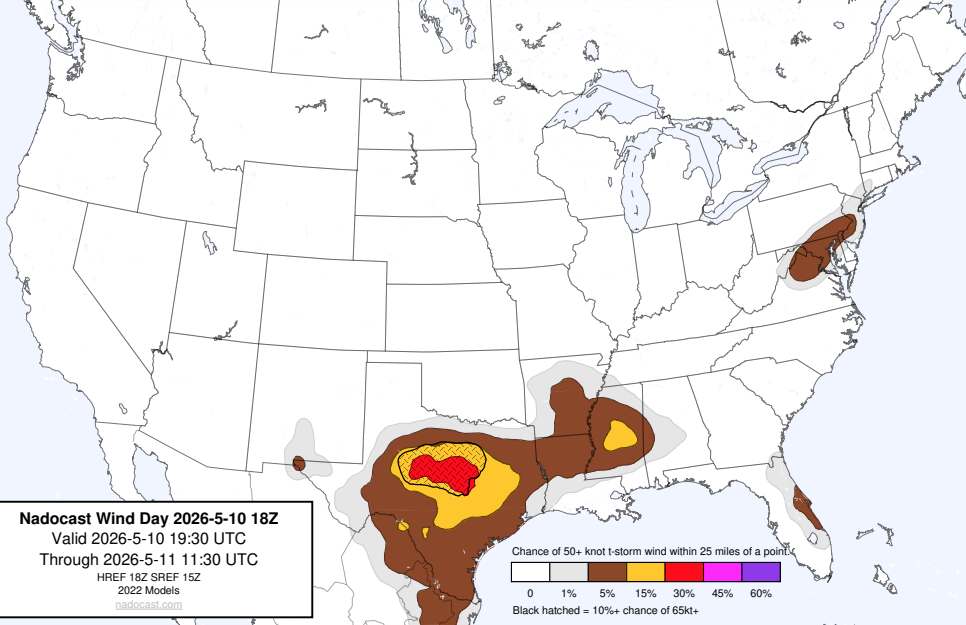 Nadocast Wind Day 2026-5-10 18Z
Valid 2026-5-10 19:30 UTC
Through 2026-5-11 11:30 UTC
HREF 18Z SREF 15Z
2022 Models
nadocast.com
Chance of 50+ knot t-storm wind within 25 miles of a point.
0 1% 5% 15% 30% 45% 60%
Black hatched = 10%+ chance of 65kt+